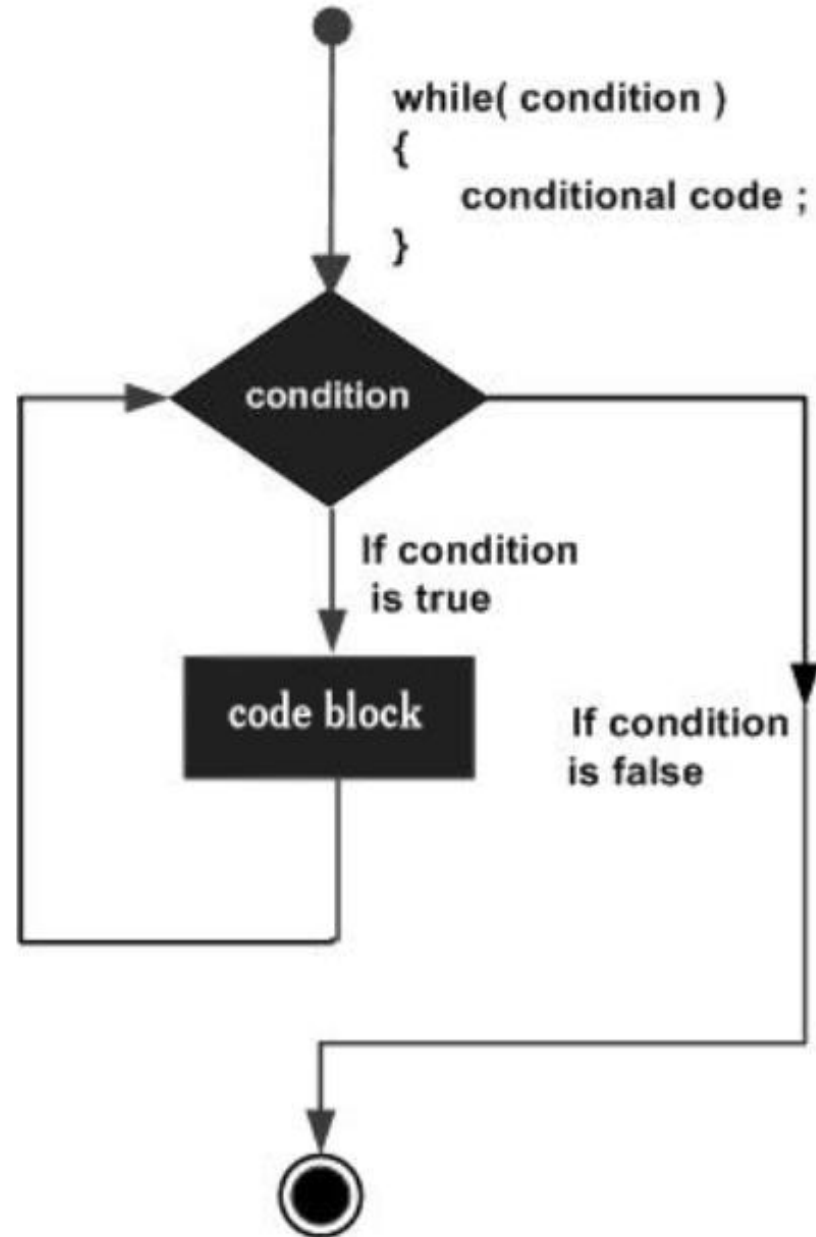 while( condition )
{
conditional code ;
}
condition
If condition
is true
code block
If condition
is false